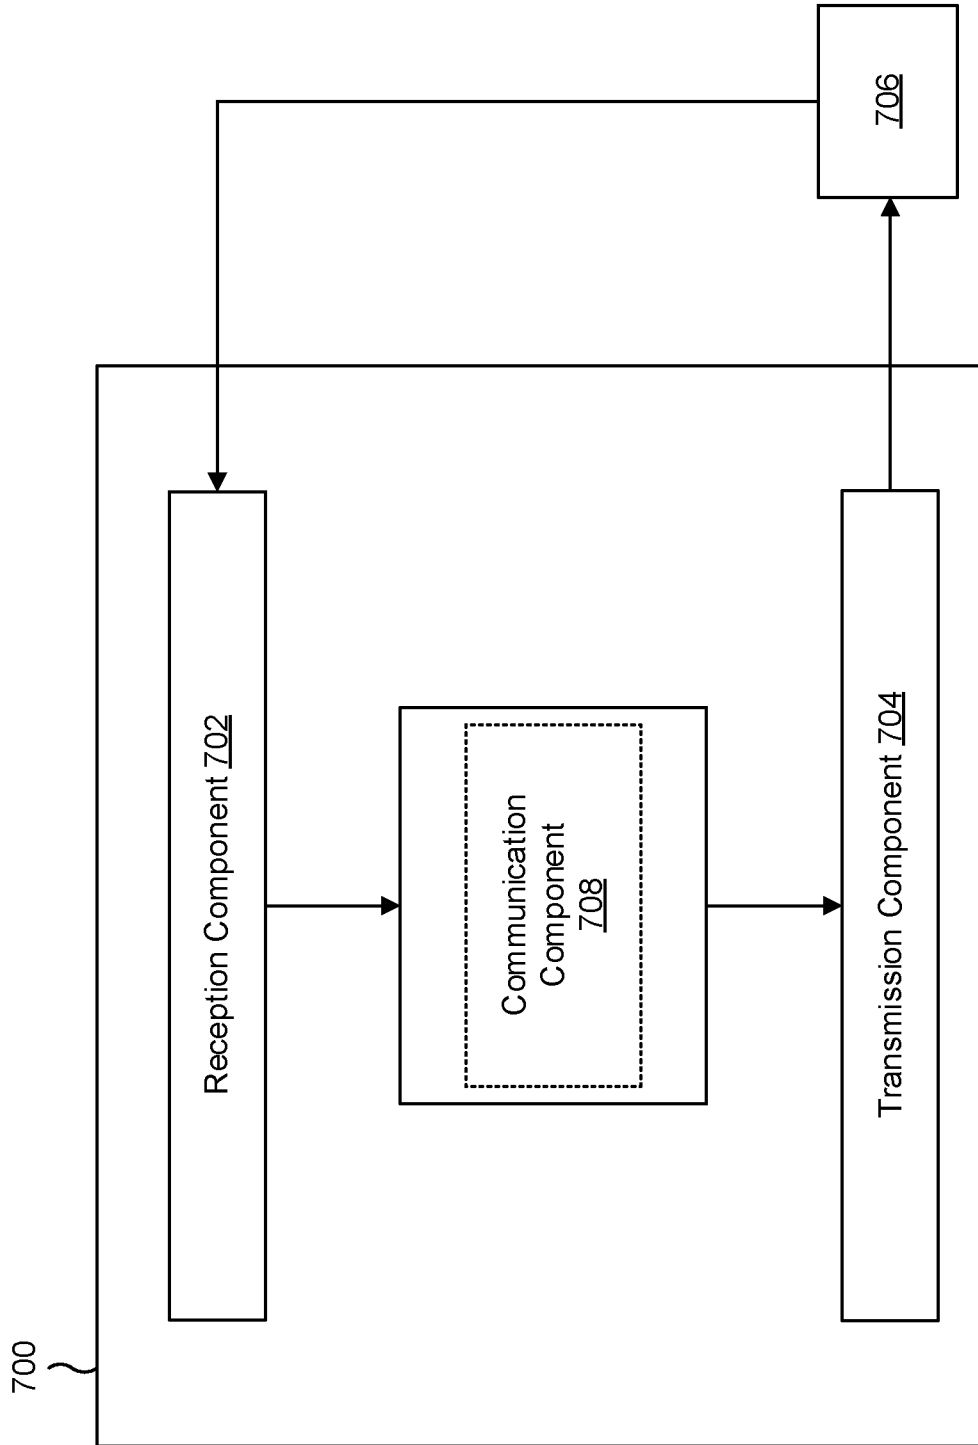 700
Reception Component 702
706
Communication
Component
708
Transmission Component 704